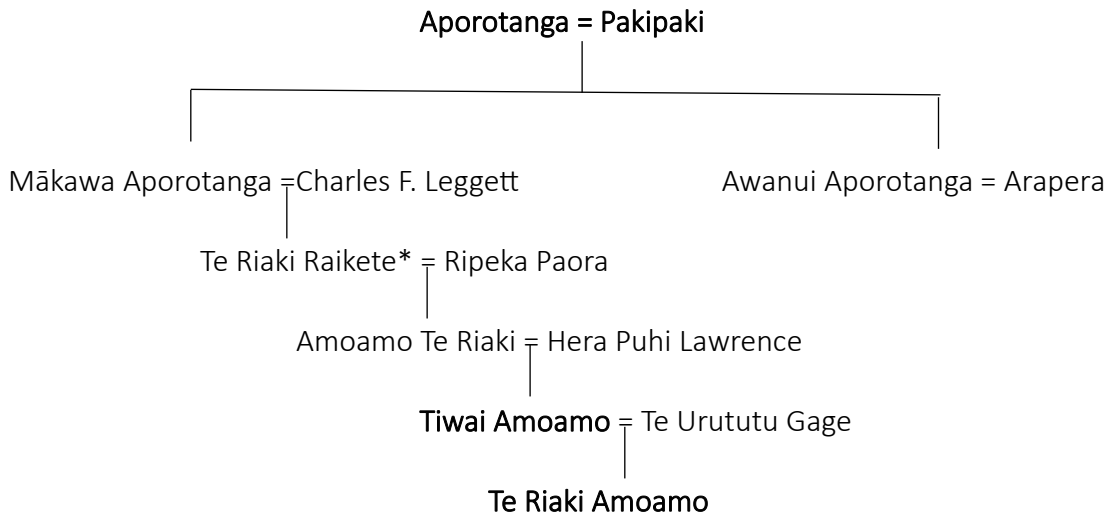 Aporotanga = Pakipaki
Mākawa Aporotanga =Charles F. Leggett Awanui Aporotanga = Arapera
Te Riaki Raikete* = Ripeka Paora
Amoamo Te Riaki = Hera Puhi Lawrence
Tiwai Amoamo = Te Urututu Gage
Te Riaki Amoamo